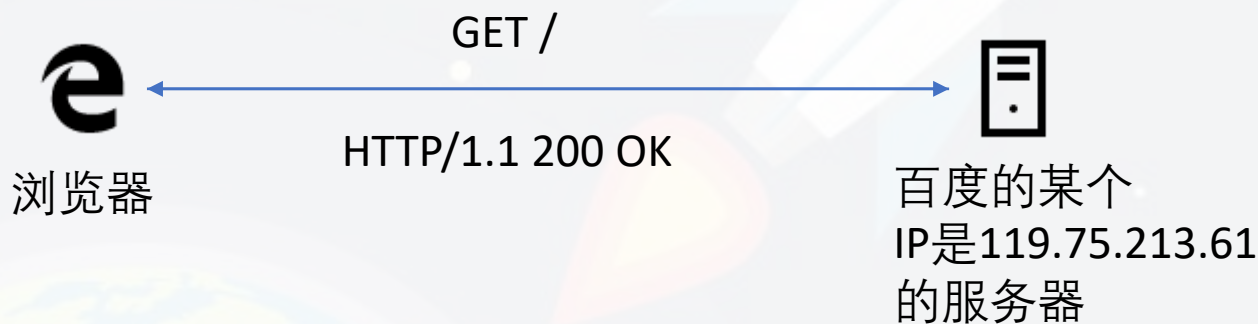 GET /
HTTP/1.1 200 OK
浏览器
百度的某个
IP是119.75.213.61
的服务器